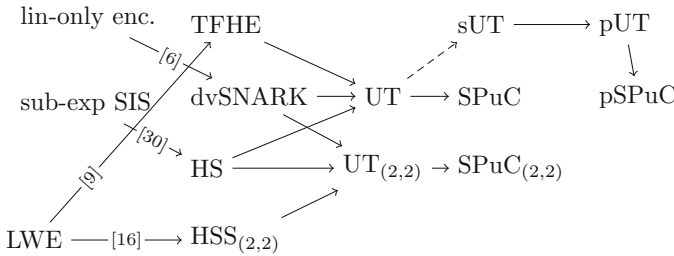 lin-only enc. TFHE sUT pUT
[6]
sub-exp SIS dvSNARK UT SPuC pSPuC
[30]
HS UT(2,2) SPuC(2,2)
[9]
LWE [16] HSS(2,2)